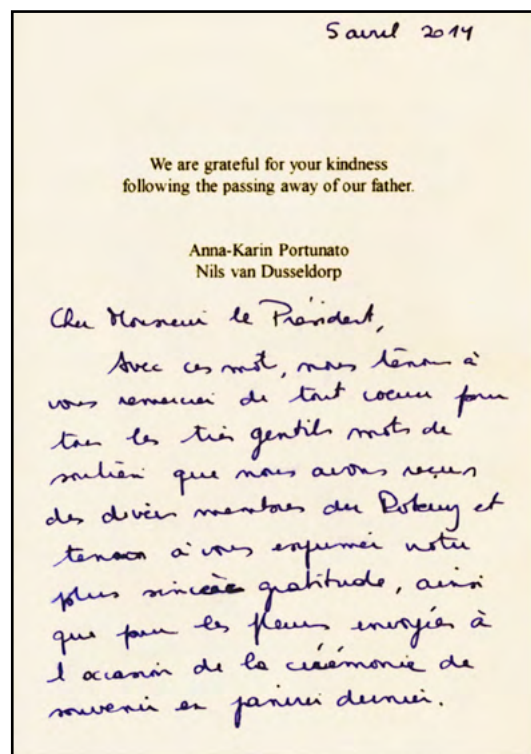 5 avril 2014
We are grateful for your kindness
following the passing away of our father.
Anna-Karin Portunato
Nils van Dusseldorp
Cher Monsieur le Président,
Avec ces mot, nous tenons à
vous remercier de tout coeur pour
tous les très gentils mots de
soutien que nous avons reçus
des divers membres du Rotary et
tenons à vous exprimer notre
plus sincère gratitude, ainsi
que pour les fleurs envoyées à
l'occasion de la cérémonie de
souvenir en janvier dernier.